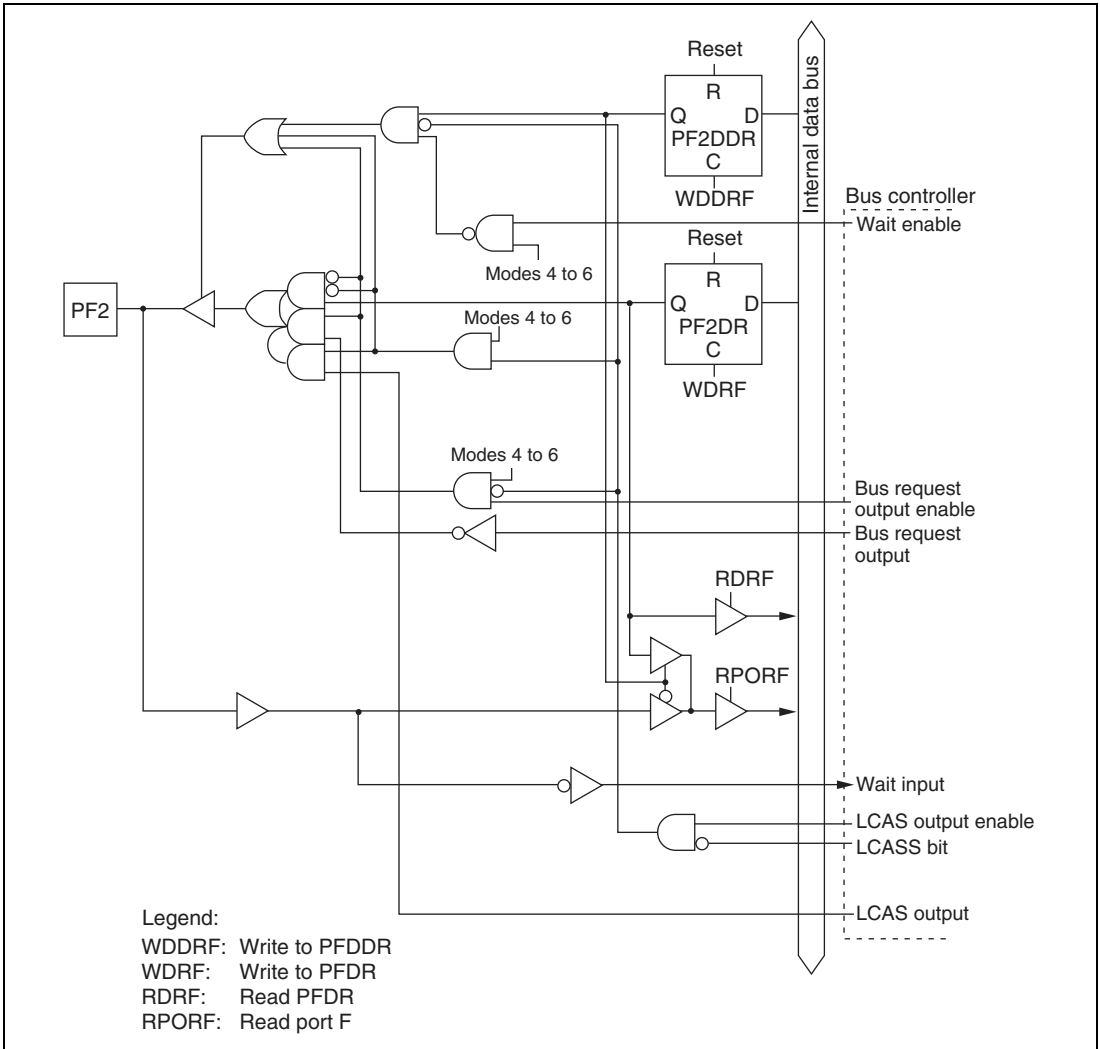 Reset
R
Q D
PF2DDR
C
WDDRF
Internal data bus
Bus controller
Wait enable
Modes 4 to 6
Reset
R
Q D
PF2DR
C
WDRF
PF2
Modes 4 to 6
Modes 4 to 6
Bus request
output enable
Bus request
output
RDRF
RPORF
Wait input
LCAS output enable
LCASS bit
LCAS output
Legend:
WDDRF: Write to PFDDR
WDRF: Write to PFDR
RDRF: Read PFDR
RPORF: Read port F